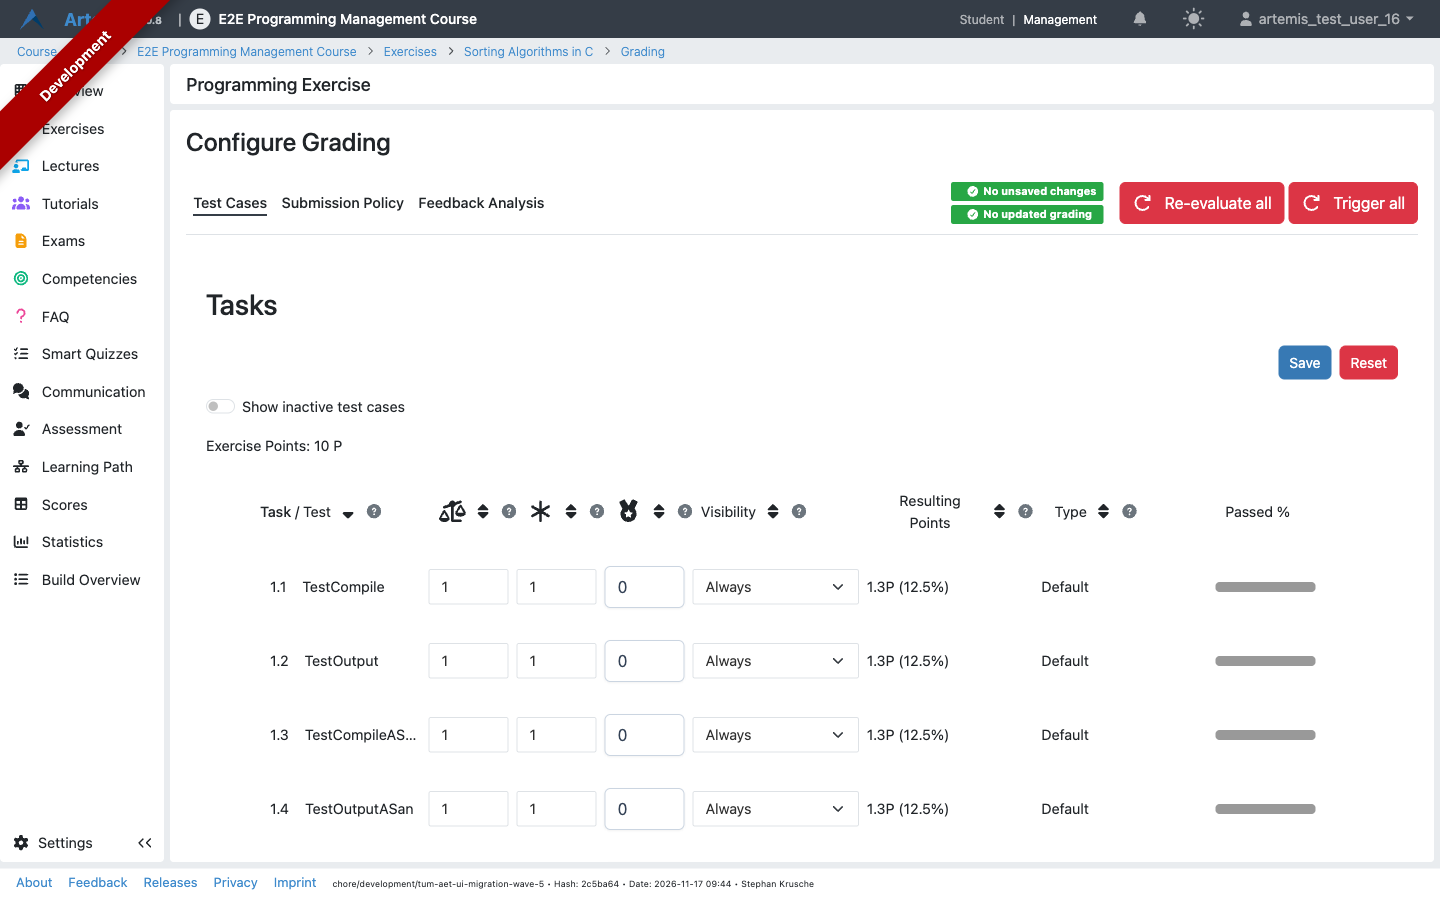 E E2E Programming Management Course
Student | Management
artemis_test_user_16
Development
Course > E2E Programming Management Course > Exercises > Sorting Algorithms in C > Grading
Exercises
Lectures
Tutorials
Exams
Competencies
FAQ
Smart Quizzes
Communication
Assessment
Learning Path
Scores
Statistics
Build Overview
Settings
Programming Exercise
Configure Grading
Test Cases Submission Policy Feedback Analysis
No unsaved changes
No updated grading
Re-evaluate all
Trigger all
Tasks
Save Reset
Show inactive test cases
Exercise Points: 10 P
Task / Test Visibility Resulting Points Type Passed %
1.1 TestCompile 1 1 0 Always 1.3P (12.5%) Default
1.2 TestOutput 1 1 0 Always 1.3P (12.5%) Default
1.3 TestCompileAS... 1 1 0 Always 1.3P (12.5%) Default
1.4 TestOutputASan 1 1 0 Always 1.3P (12.5%) Default
About Feedback Releases Privacy Imprint chore/development/tum-aet-ui-migration-wave-5 • Hash: 2c5ba64 • Date: 2026-11-17 09:44 • Stephan Krusche